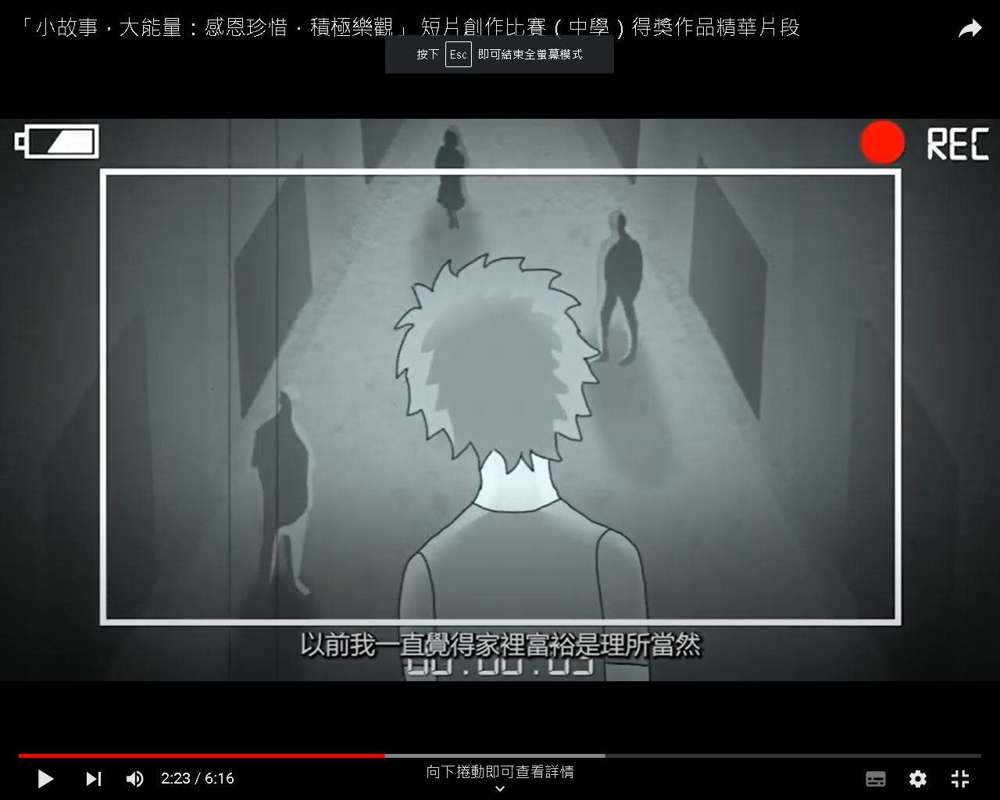 「小故事，大能量：感恩珍惜．積極樂觀」 短片創作比賽（中學）得獎作品精華片段
按下 Esc 即可結束全螢幕模式
REC
以前我一直覺得家裡富裕是理所當然
2:23 / 6:16
向下捲動即可查看詳情